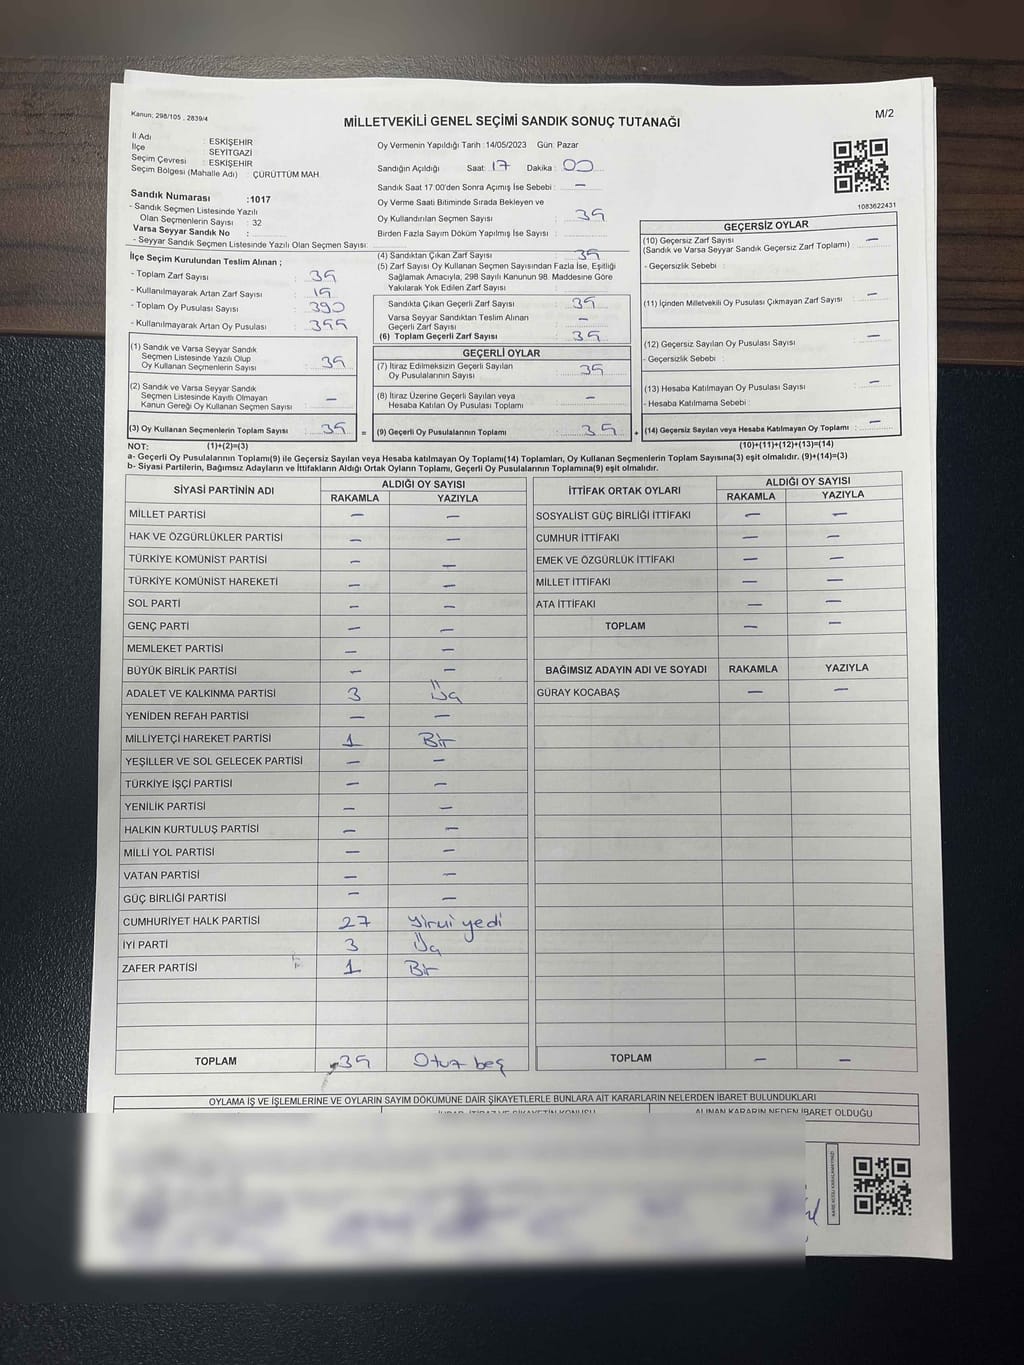 Kanun; 298/105 , 2839/4
MİLLETVEKİLİ GENEL SEÇİMİ SANDIK SONUÇ TUTANAĞI
M/2
İl Adı : ESKİŞEHİR
İlçe : SEYİTGAZİ
Seçim Çevresi : ESKİŞEHİR
Seçim Bölgesi (Mahalle Adı) : ÇÜRÜTTÜM MAH.
Sandık Numarası :1017
- Sandık Seçmen Listesinde Yazılı
Olan Seçmenlerin Sayısı : 32
Varsa Seyyar Sandık No :
- Seyyar Sandık Seçmen Listesinde Yazılı Olan Seçmen Sayısı:
Oy Vermenin Yapıldığı Tarih :14/05/2023 Gün: Pazar
Sandığın Açıldığı Saat: 17 Dakika : 00
Sandık Saat 17:00'den Sonra Açımış İse Sebebi : —
Oy Verme Saati Bitiminde Sırada Bekleyen ve
Oy Kullandırılan Seçmen Sayısı : 35
Birden Fazla Sayım Döküm Yapılmış İse Sayısı :
1083622431
İlçe Seçim Kurulundan Teslim Alınan ;
- Toplam Zarf Sayısı : 35
- Kullanılmayarak Artan Zarf Sayısı : 15
- Toplam Oy Pusulası Sayısı : 390
- Kullanılmayarak Artan Oy Pusulası : 355
(1) Sandık ve Varsa Seyyar Sandık
Seçmen Listesinde Yazılı Olup
Oy Kullanan Seçmenlerin Sayısı : 35
(2) Sandık ve Varsa Seyyar Sandık
Seçmen Listesinde Kayıtlı Olmayan
Kanun Gereği Oy Kullanan Seçmen Sayısı : —
(3) Oy Kullanan Seçmenlerin Toplam Sayısı : 35
(4) Sandıktan Çıkan Zarf Sayısı : 35
(5) Zarf Sayısı Oy Kullanan Seçmen Sayısından Fazla İse, Eşitliği
Sağlamak Amacıyla, 298 Sayılı Kanunun 98. Maddesine Göre
Yakılarak Yok Edilen Zarf Sayısı :
Sandıkta Çıkan Geçerli Zarf Sayısı : 35
Varsa Seyyar Sandıktan Teslim Alınan
Geçerli Zarf Sayısı : —
(6) Toplam Geçerli Zarf Sayısı : 35
GEÇERLİ OYLAR
(7) İtiraz Edilmeksizin Geçerli Sayılan
Oy Pusulalarının Sayısı : 35
(8) İtiraz Üzerine Geçerli Sayılan veya
Hesaba Katılan Oy Pusulaları Toplamı : —
= (9) Geçerli Oy Pusulalarının Toplamı : 35 +
GEÇERSİZ OYLAR
(10) Geçersiz Zarf Sayısı : —
(Sandık ve Varsa Seyyar Sandık Geçersiz Zarf Toplamı)
- Geçersizlik Sebebi :
(11) İçinden Milletvekili Oy Pusulası Çıkmayan Zarf Sayısı : —
(12) Geçersiz Sayılan Oy Pusulası Sayısı : —
- Geçersizlik Sebebi :
(13) Hesaba Katılmayan Oy Pusulası Sayısı : —
- Hesaba Katılmama Sebebi :
(14) Geçersiz Sayılan veya Hesaba Katılmayan Oy Toplamı : —
NOT: (1)+(2)=(3) (10)+(11)+(12)+(13)=(14)
a- Geçerli Oy Pusulalarının Toplamı(9) ile Geçersiz Sayılan veya Hesaba Katılmayan Oy Toplamı(14) Toplamları, Oy Kullanan Seçmenlerin Toplam Sayısına(3) eşit olmalıdır. (9)+(14)=(3)
b- Siyasi Partilerin, Bağımsız Adayların ve İttifakların Aldığı Ortak Oyların Toplamı, Geçerli Oy Pusulalarının Toplamına(9) eşit olmalıdır.
SİYASİ PARTİNİN ADI ALDIĞI OY SAYISI
RAKAMLA YAZIYLA
MİLLET PARTİSİ — —
HAK VE ÖZGÜRLÜKLER PARTİSİ — —
TÜRKİYE KOMÜNİST PARTİSİ — —
TÜRKİYE KOMÜNİST HAREKETİ — —
SOL PARTİ — —
GENÇ PARTİ — —
MEMLEKET PARTİSİ — —
BÜYÜK BİRLİK PARTİSİ — —
ADALET VE KALKINMA PARTİSİ 3 Üç
YENİDEN REFAH PARTİSİ — —
MİLLİYETÇİ HAREKET PARTİSİ 1 Bir
YEŞİLLER VE SOL GELECEK PARTİSİ — —
TÜRKİYE İŞÇİ PARTİSİ — —
YENİLİK PARTİSİ — —
HALKIN KURTULUŞ PARTİSİ — —
MİLLİ YOL PARTİSİ — —
VATAN PARTİSİ — —
GÜÇ BİRLİĞİ PARTİSİ — —
CUMHURİYET HALK PARTİSİ 27 Yirmi yedi
İYİ PARTİ 3 Üç
ZAFER PARTİSİ 1 Bir
TOPLAM 35 Otuz beş
İTTİFAK ORTAK OYLARI ALDIĞI OY SAYISI
RAKAMLA YAZIYLA
SOSYALİST GÜÇ BİRLİĞİ İTTİFAKI — —
CUMHUR İTTİFAKI — —
EMEK VE ÖZGÜRLÜK İTTİFAKI — —
MİLLET İTTİFAKI — —
ATA İTTİFAKI — —
TOPLAM — —
BAĞIMSIZ ADAYIN ADI VE SOYADI RAKAMLA YAZIYLA
GÜRAY KOCABAŞ — —
TOPLAM — —
OYLAMA İŞ VE İŞLEMLERİNE VE OYLARIN SAYIM DÖKÜMÜNE DAİR ŞİKAYETLERLE BUNLARA AİT KARARLARIN NELERDEN İBARET BULUNDUKLARI
ALINAN KARARIN NEDEN İBARET OLDUĞU